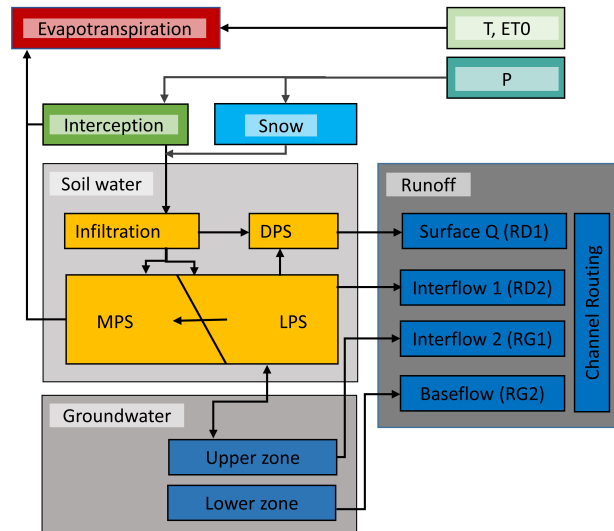 Evapotranspiration
T, ET0
P
Interception
Snow
Soil water
Runoff
Infiltration
DPS
Surface Q (RD1)
MPS
LPS
Interflow 1 (RD2)
Interflow 2 (RG1)
Baseflow (RG2)
Channel Routing
Groundwater
Upper zone
Lower zone